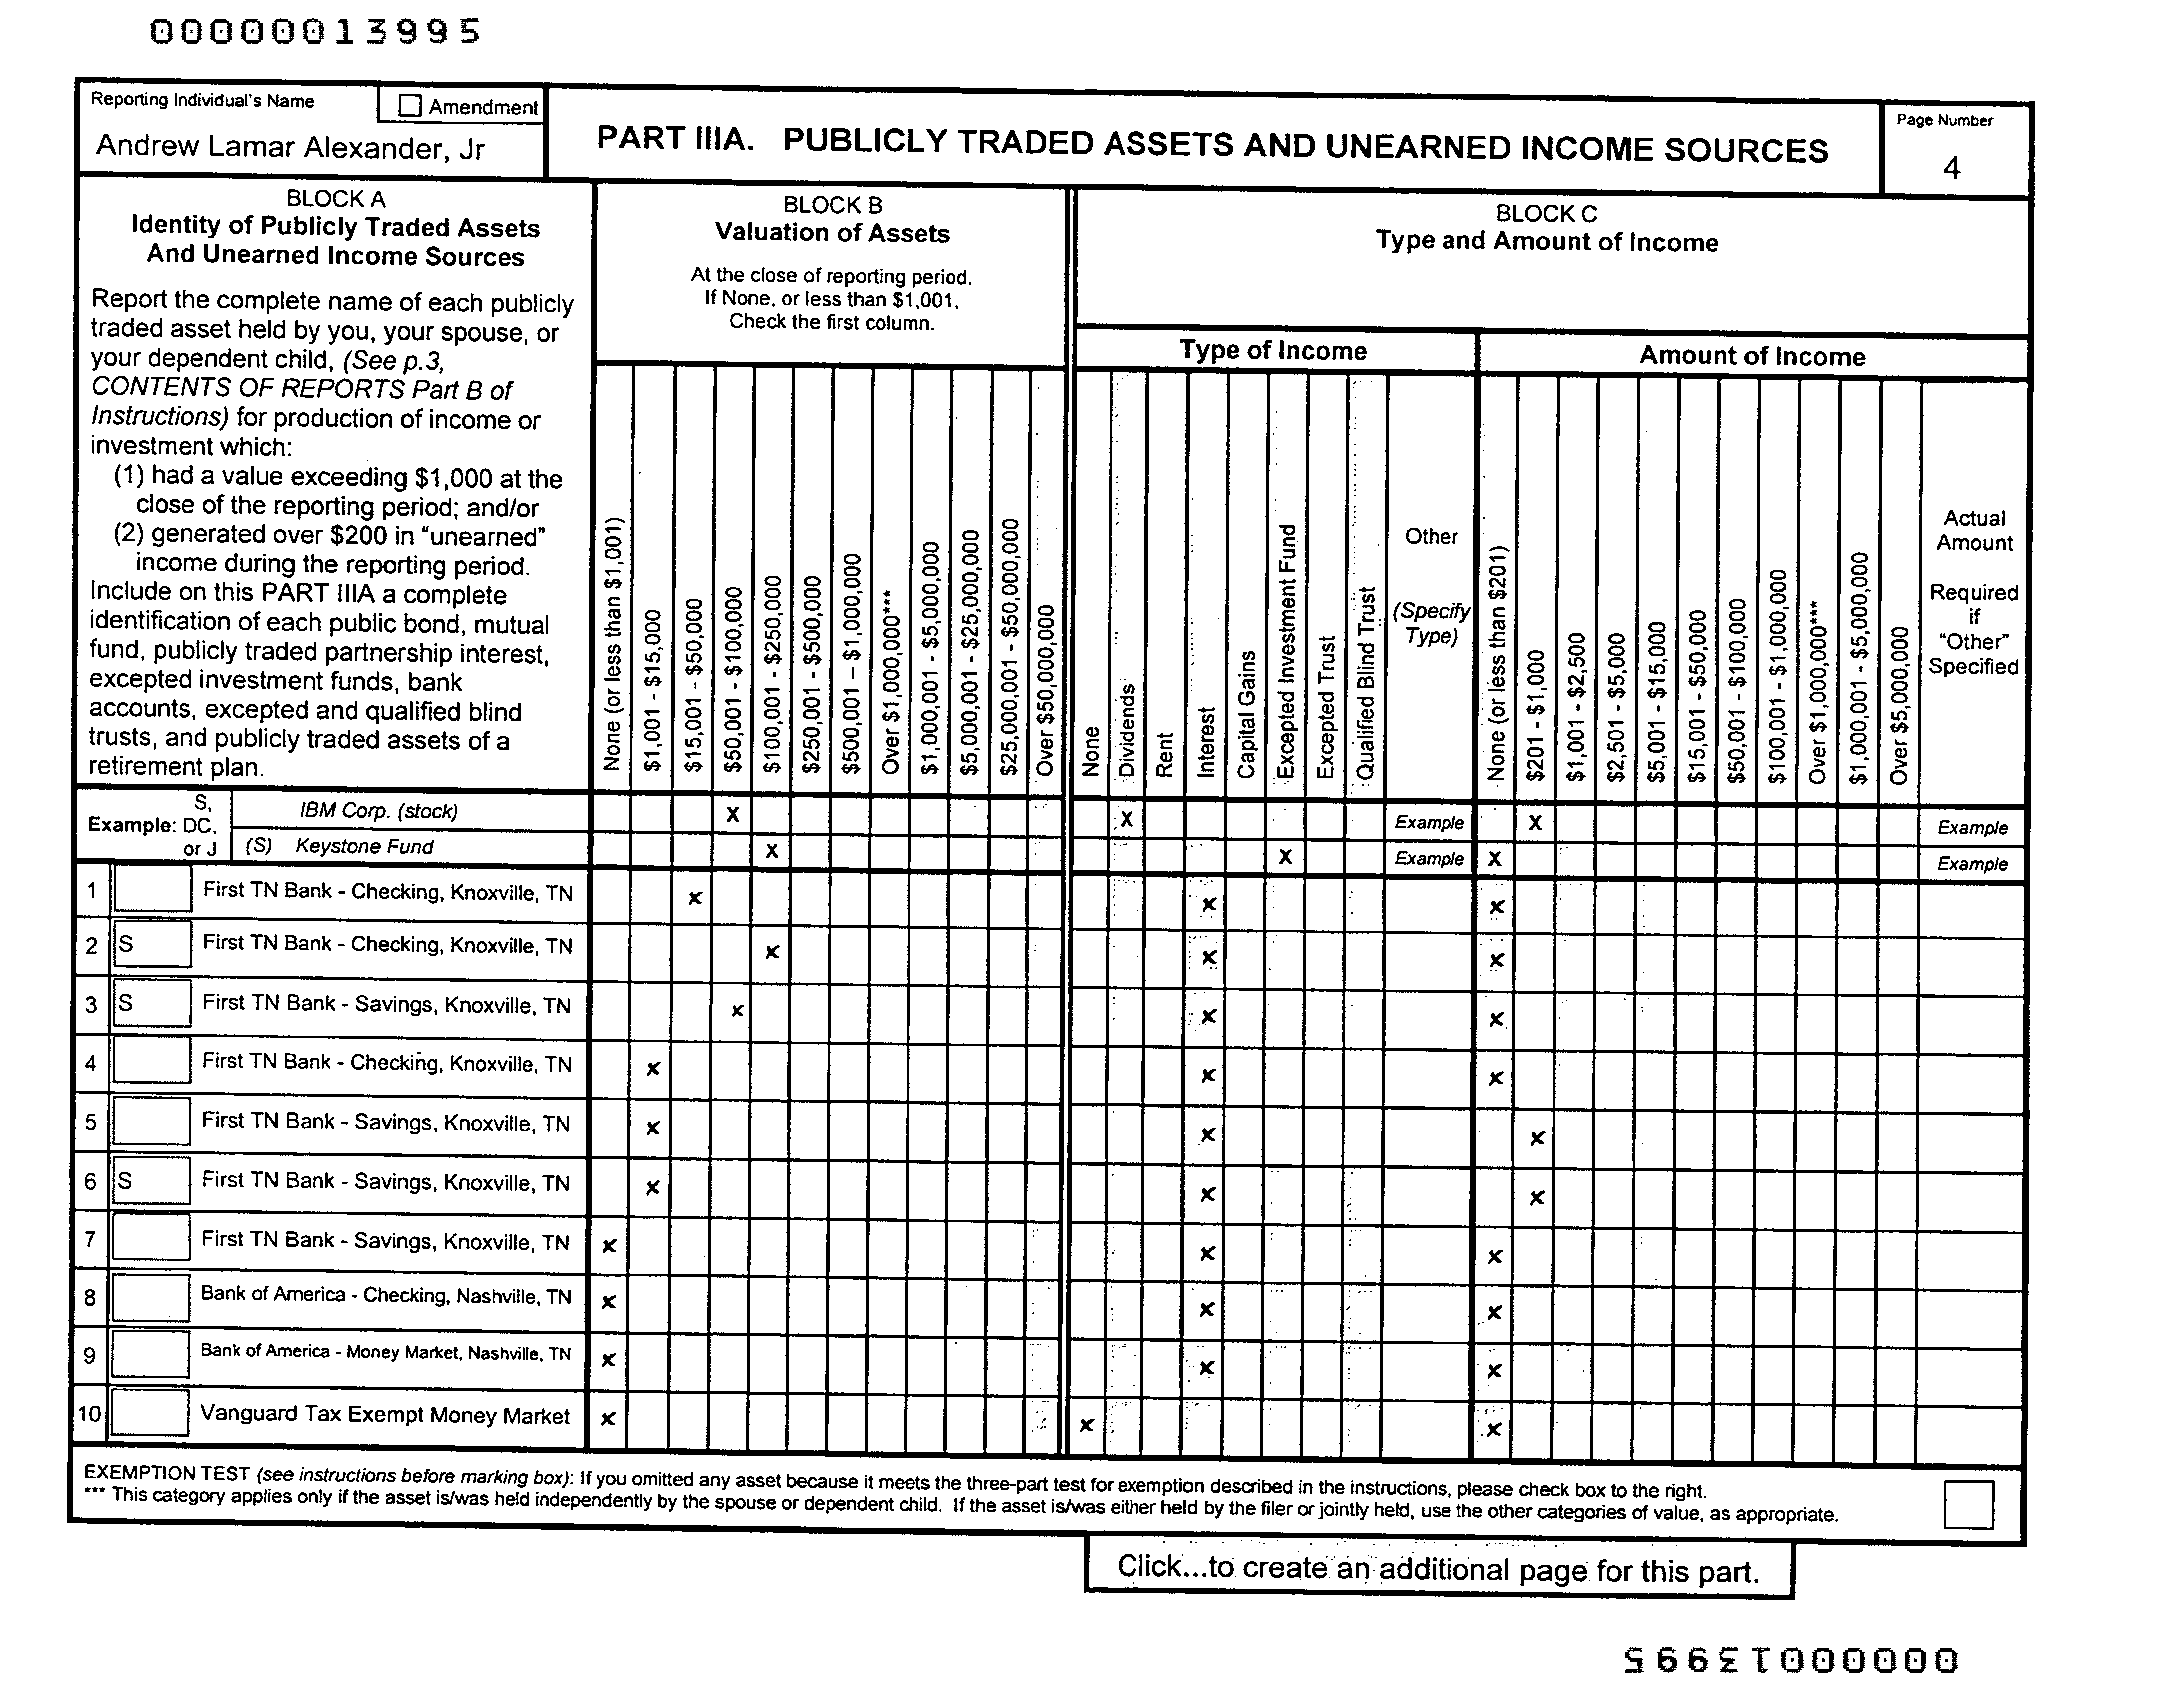 00000013995
Reporting Individual's Name
Amendment
Andrew Lamar Alexander, Jr
PART IIIA. PUBLICLY TRADED ASSETS AND UNEARNED INCOME SOURCES
Page Number
4
BLOCK A
Identity of Publicly Traded Assets
And Unearned Income Sources
Report the complete name of each publicly
traded asset held by you, your spouse, or
your dependent child, (See p.3,
CONTENTS OF REPORTS Part B of
Instructions) for production of income or
investment which:
(1) had a value exceeding $1,000 at the
close of the reporting period; and/or
(2) generated over $200 in "unearned"
income during the reporting period.
Include on this PART IIIA a complete
identification of each public bond, mutual
fund, publicly traded partnership interest,
excepted investment funds, bank
accounts, excepted and qualified blind
trusts, and publicly traded assets of a
retirement plan.
BLOCK B
Valuation of Assets
At the close of reporting period.
If None, or less than $1,001,
Check the first column.
None (or less than $1,001)
$1,001 - $15,000
$15,001 - $50,000
$50,001 - $100,000
$100,001 - $250,000
$250,001 - $500,000
$500,001 – $1,000,000
Over $1,000,000***
$1,000,001 - $5,000,000
$5,000,001 - $25,000,000
$25,000,001 - $50,000,000
Over $50,000,000
BLOCK C
Type and Amount of Income
Type of Income
None
Dividends
Rent
Interest
Capital Gains
Excepted Investment Fund
Excepted Trust
Qualified Blind Trust
Other
(Specify
Type)
Amount of Income
None (or less than $201)
$201 - $1,000
$1,001 - $2,500
$2,501 - $5,000
$5,001 - $15,000
$15,001 - $50,000
$50,001 - $100,000
$100,001 - $1,000,000
Over $1,000,000***
$1,000,001 - $5,000,000
Over $5,000,000
Actual
Amount
Required
if
"Other"
Specified
Example: S, DC, or J
IBM Corp. (stock) X X Example X Example
(S) Keystone Fund X X Example X Example
1 First TN Bank - Checking, Knoxville, TN x x x
2 S First TN Bank - Checking, Knoxville, TN x x x
3 S First TN Bank - Savings, Knoxville, TN x x x
4 First TN Bank - Checking, Knoxville, TN x x x
5 First TN Bank - Savings, Knoxville, TN x x x
6 S First TN Bank - Savings, Knoxville, TN x x x
7 First TN Bank - Savings, Knoxville, TN x x x
8 Bank of America - Checking, Nashville, TN x x x
9 Bank of America - Money Market, Nashville, TN x x x
10 Vanguard Tax Exempt Money Market x x x
EXEMPTION TEST (see instructions before marking box): If you omitted any asset because it meets the three-part test for exemption described in the instructions, please check box to the right.
*** This category applies only if the asset is/was held independently by the spouse or dependent child. If the asset is/was either held by the filer or jointly held, use the other categories of value, as appropriate.
Click...to create an additional page for this part.
00000013995